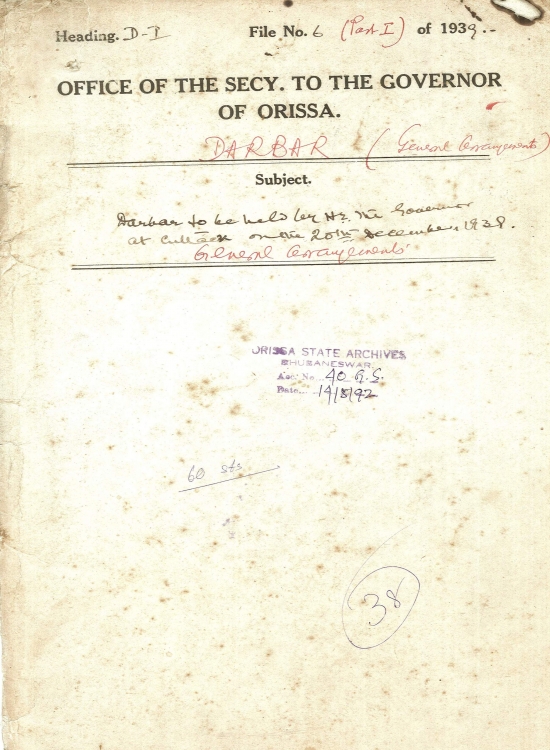 Heading. D-I File No. 6 (Part I) of 1939.-
OFFICE OF THE SECY. TO THE GOVERNOR
OF ORISSA.
DARBAR (General Arrangements)
Subject.
Darbar to be held by H.E. the Governor
at Cuttack on the 20th December, 1938.
General Arrangements
ORISSA STATE ARCHIVES
BHUBANESWAR
Acc. No. 40 G.S.
Date... 14/8/92
60 sts
38